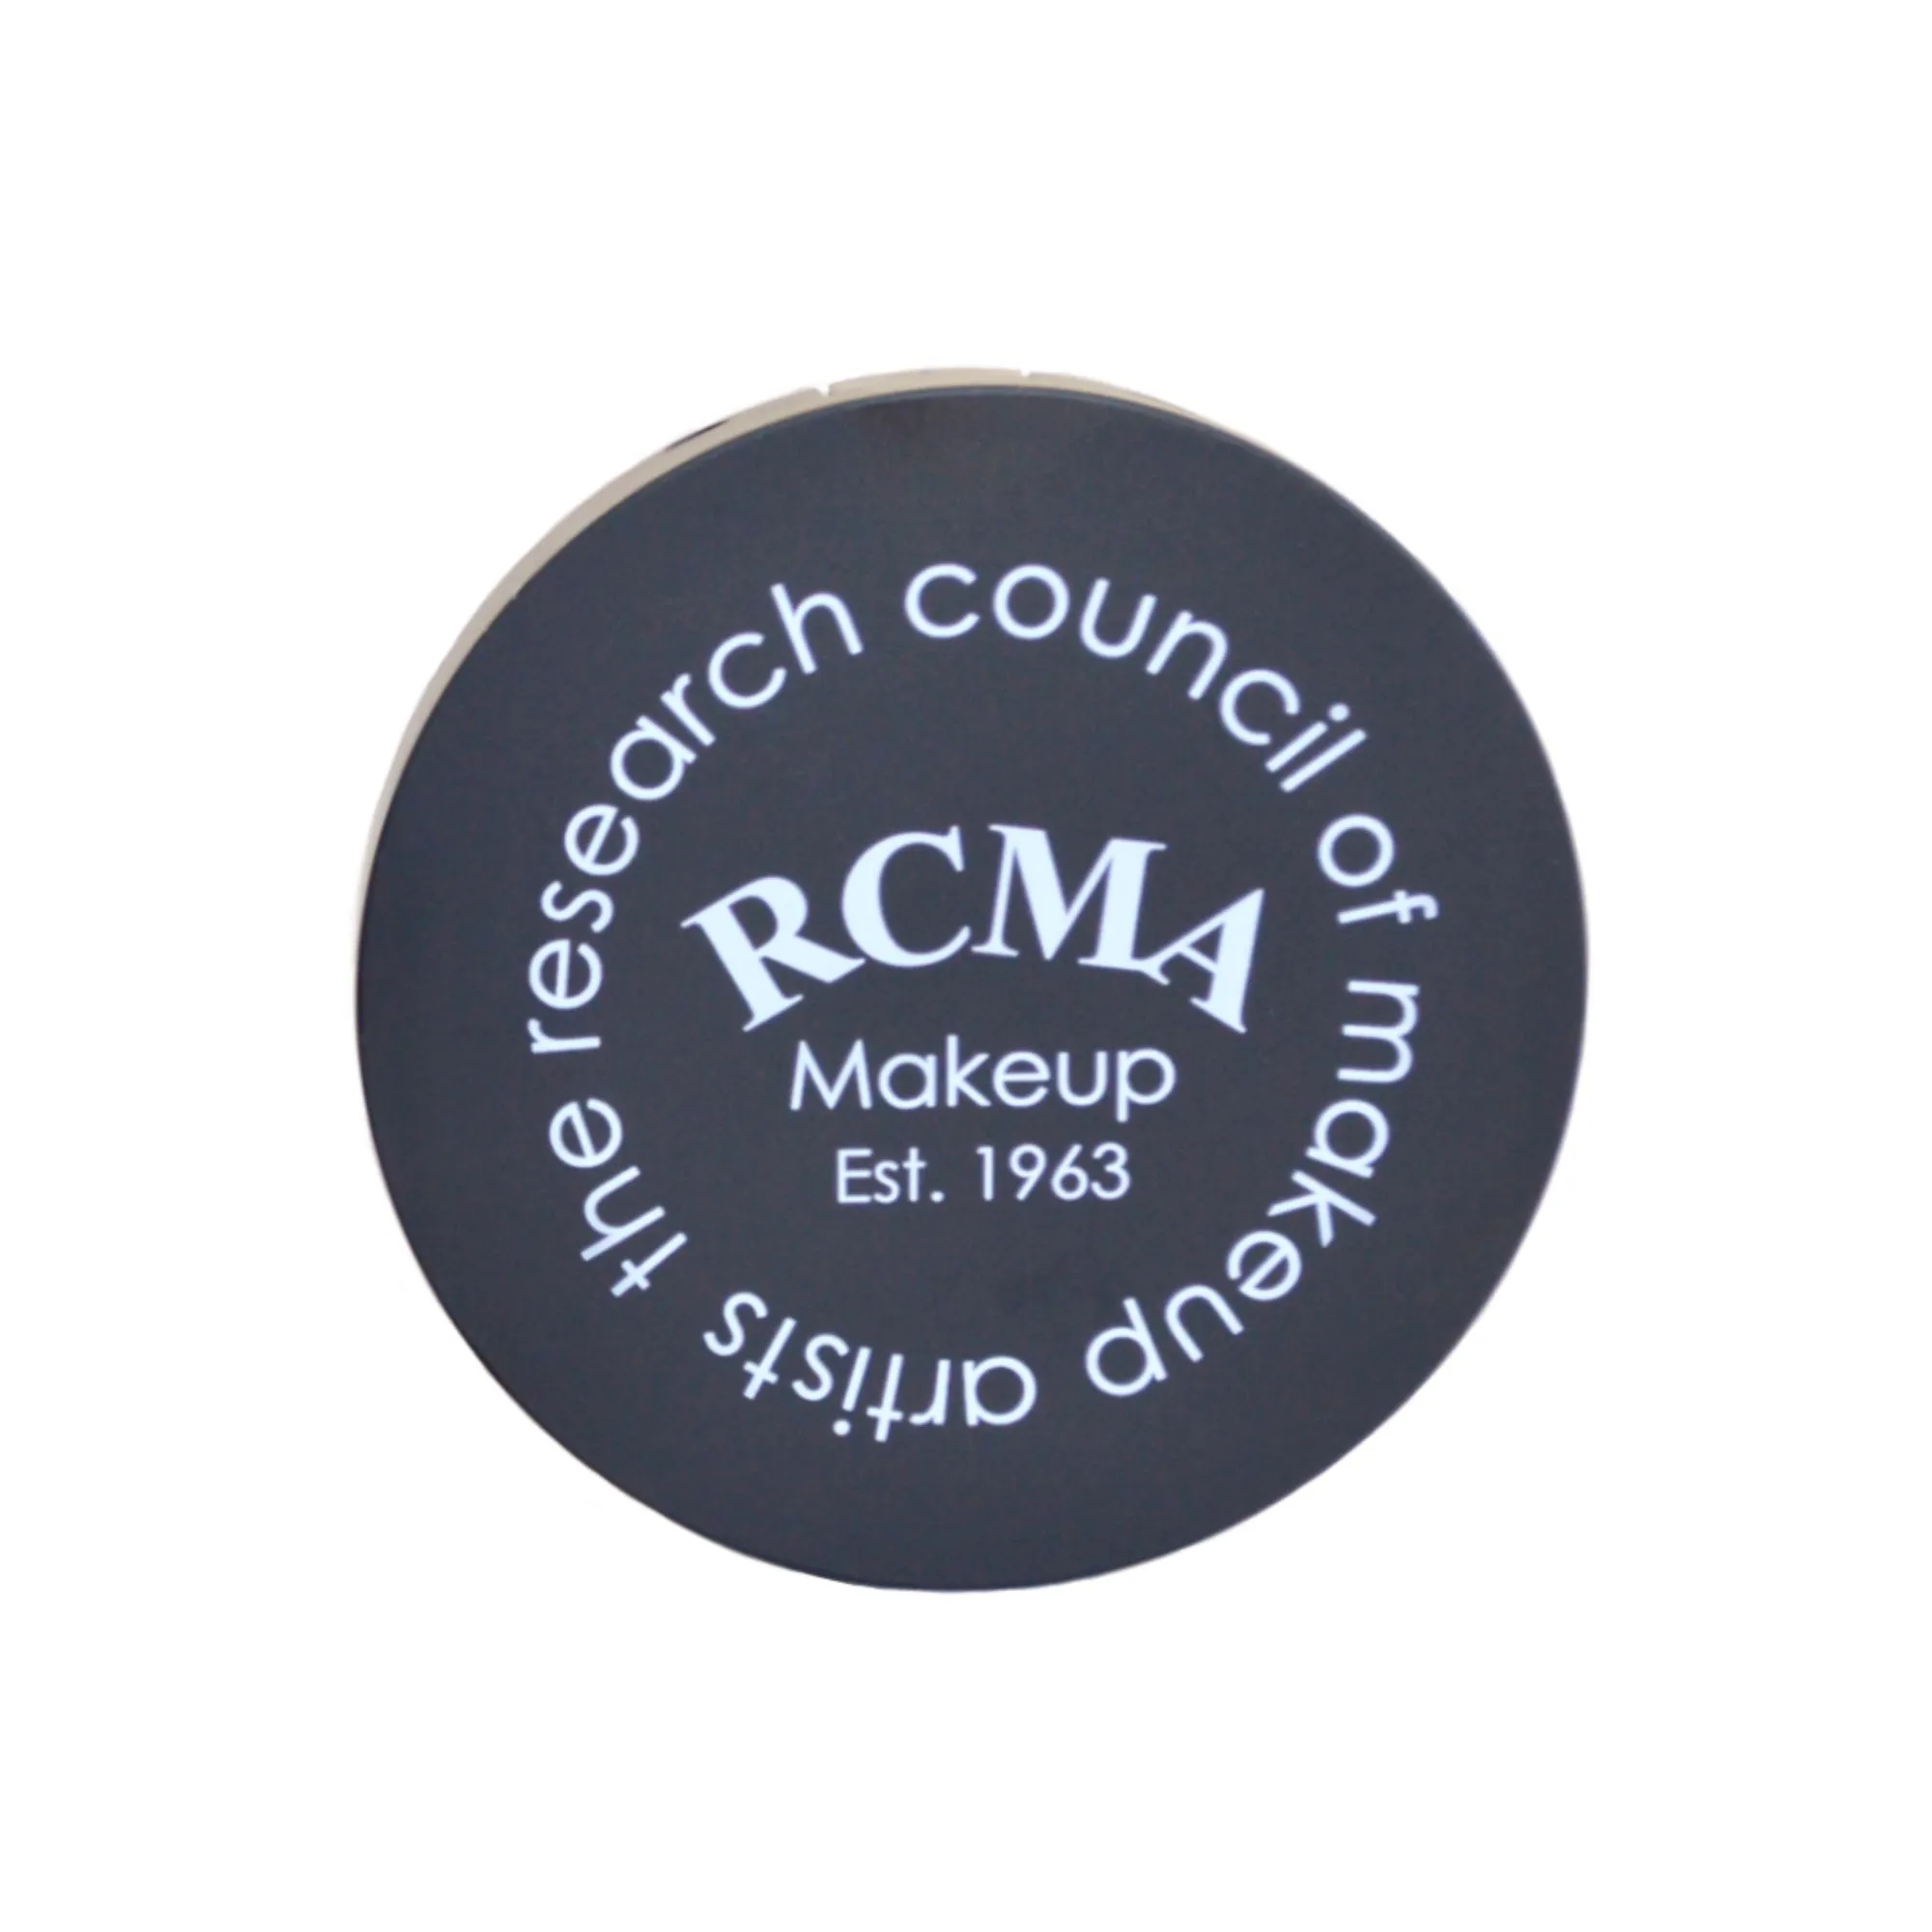 the research council of makeup artists
RCMA
Makeup
Est. 1963